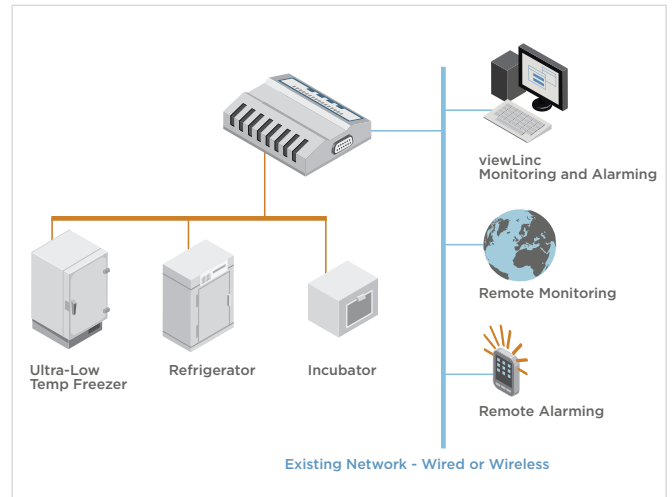 viewLinc
Monitoring and Alarming
Remote Monitoring
Ultra-Low
Temp Freezer
Refrigerator
Incubator
Remote Alarming
Existing Network - Wired or Wireless